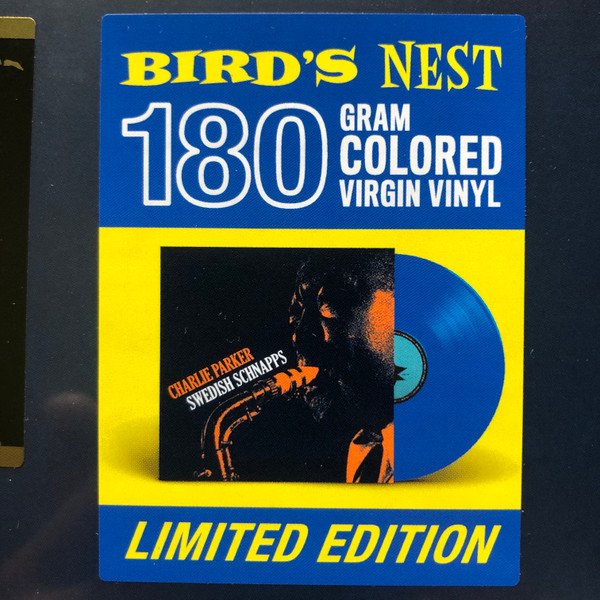 BIRD'S NEST
180
GRAM
COLORED
VIRGIN VINYL
CHARLIE PARKER
SWEDISH SCHNAPPS
LIMITED EDITION